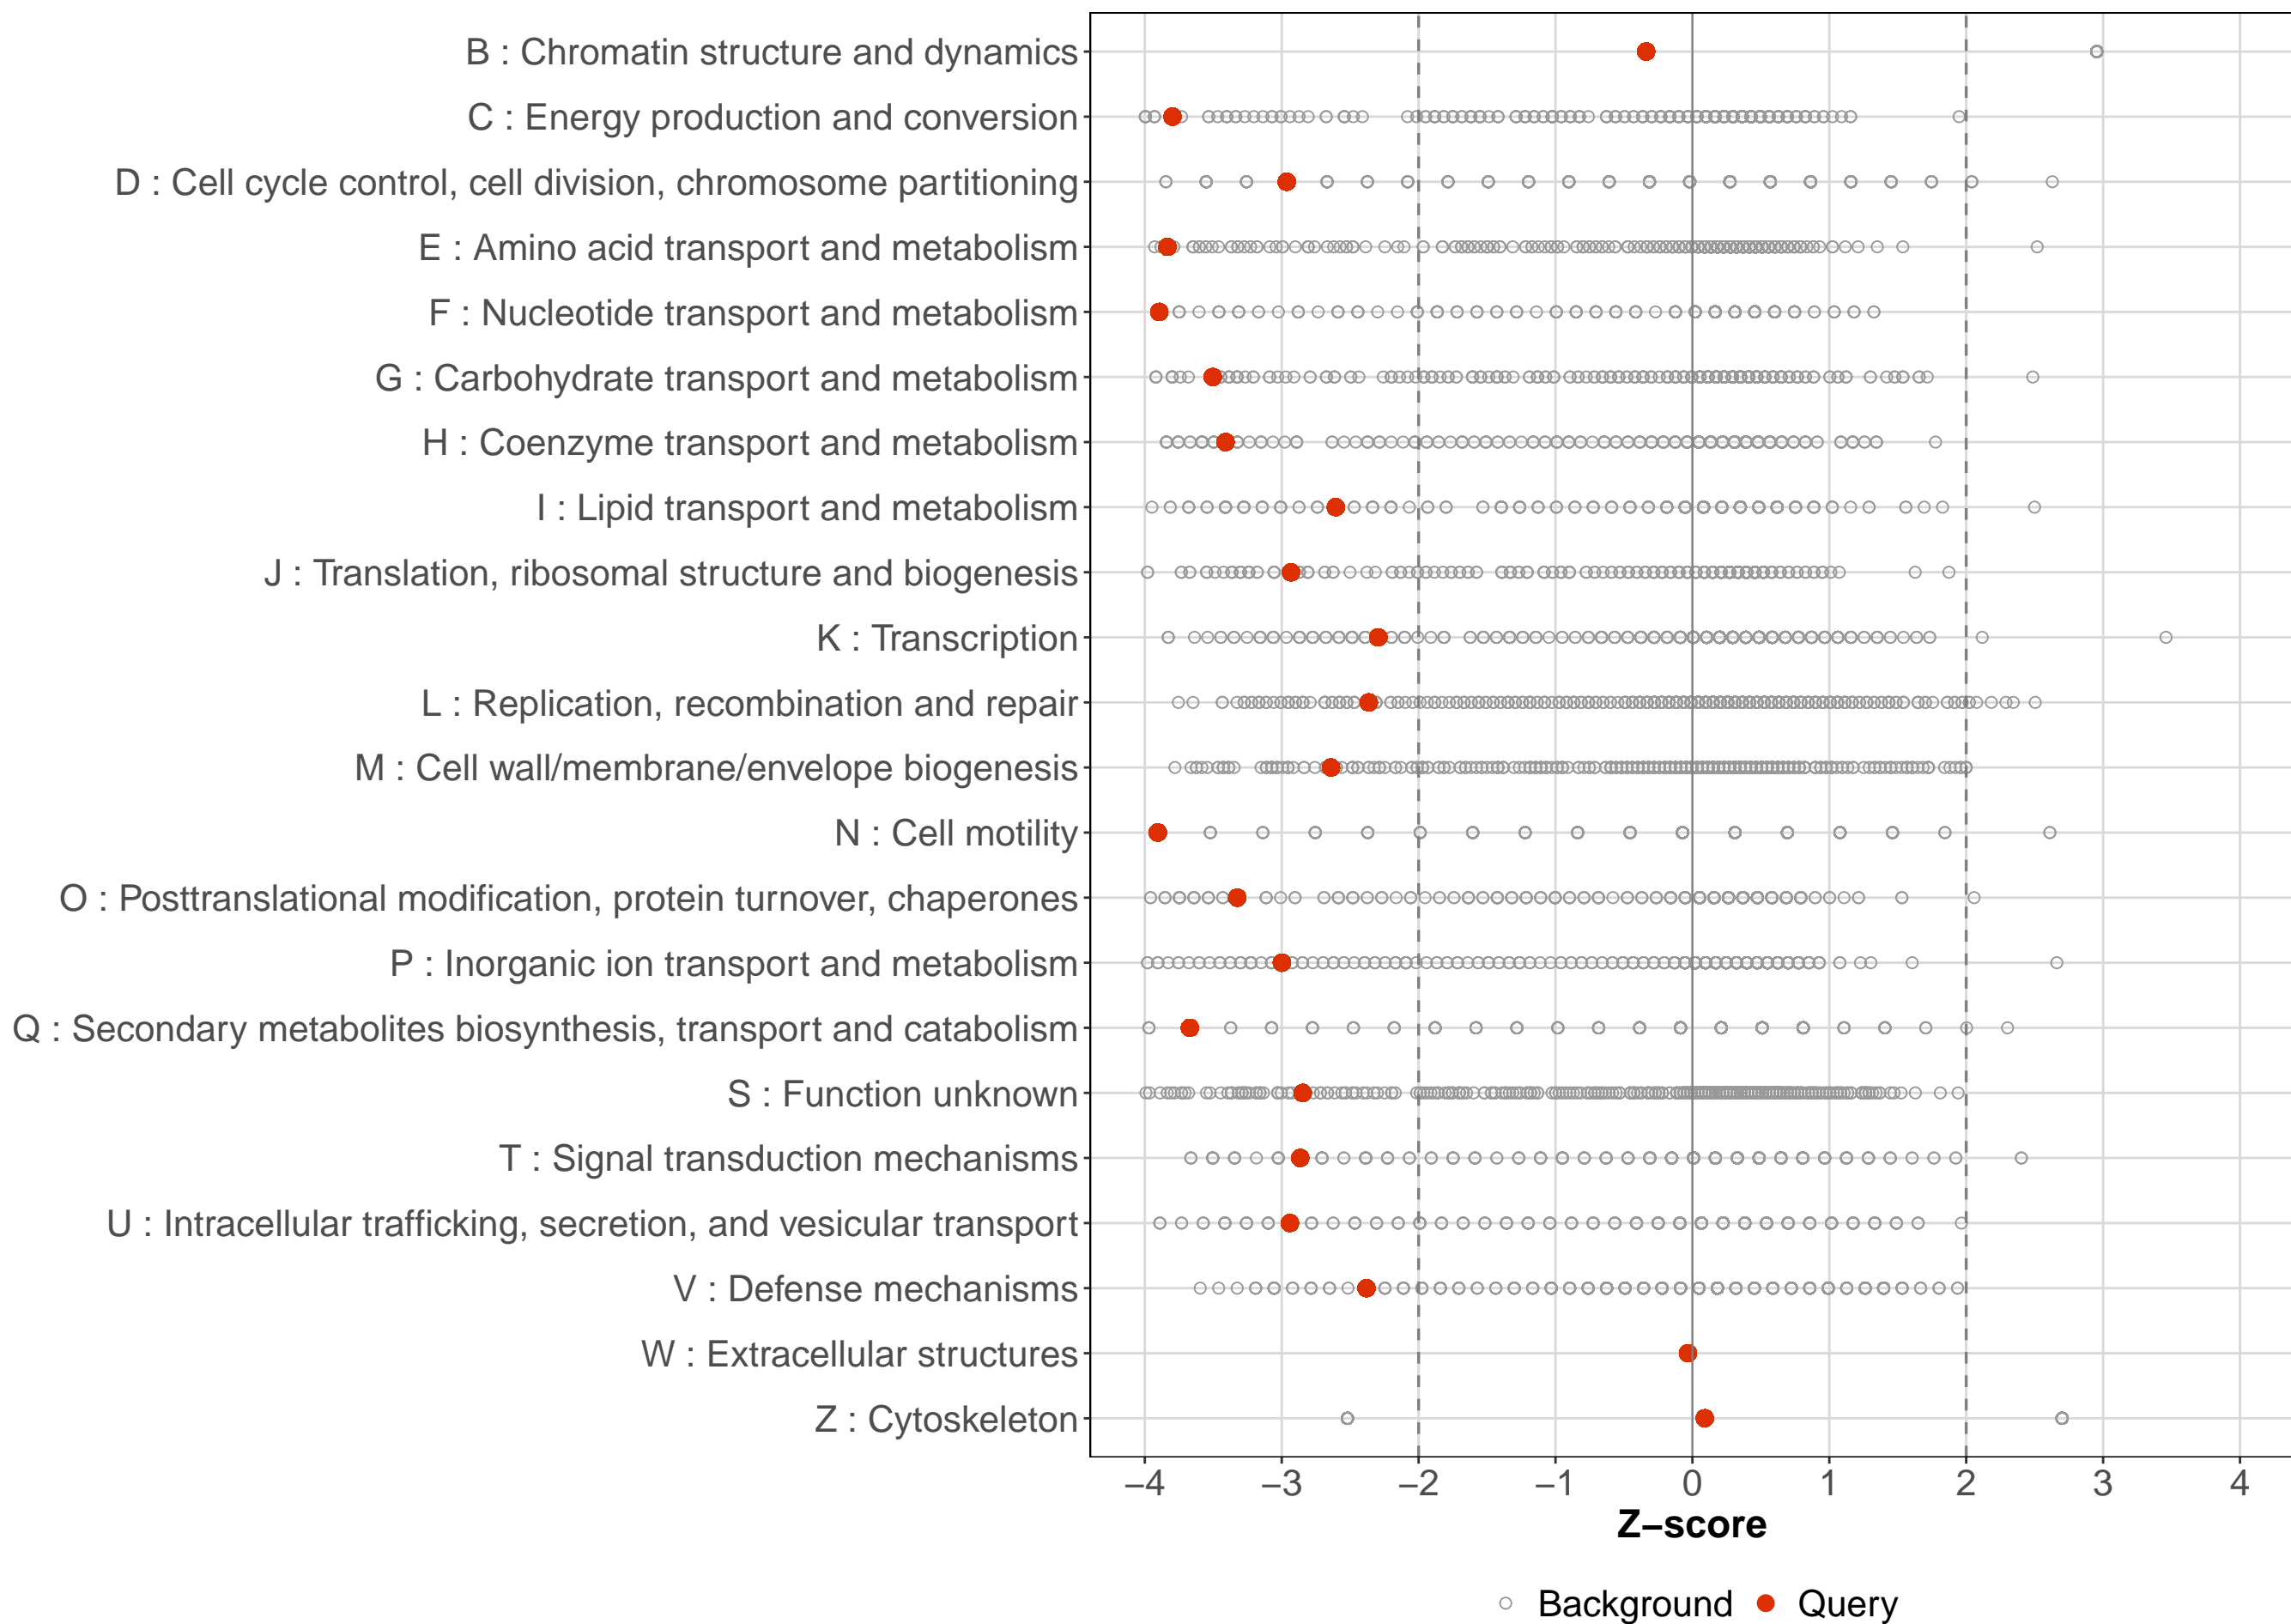 B : Chromatin structure and dynamics
C : Energy production and conversion
D : Cell cycle control, cell division, chromosome partitioning
E : Amino acid transport and metabolism
F : Nucleotide transport and metabolism
G : Carbohydrate transport and metabolism
H : Coenzyme transport and metabolism
I : Lipid transport and metabolism
J : Translation, ribosomal structure and biogenesis
K : Transcription
L : Replication, recombination and repair
M : Cell wall/membrane/envelope biogenesis
N : Cell motility
O : Posttranslational modification, protein turnover, chaperones
P : Inorganic ion transport and metabolism
Q : Secondary metabolites biosynthesis, transport and catabolism
S : Function unknown
T : Signal transduction mechanisms
U : Intracellular trafficking, secretion, and vesicular transport
V : Defense mechanisms
W : Extracellular structures
Z : Cytoskeleton
−4 −3 −2 −1 0 1 2 3 4
Z−score
Background Query